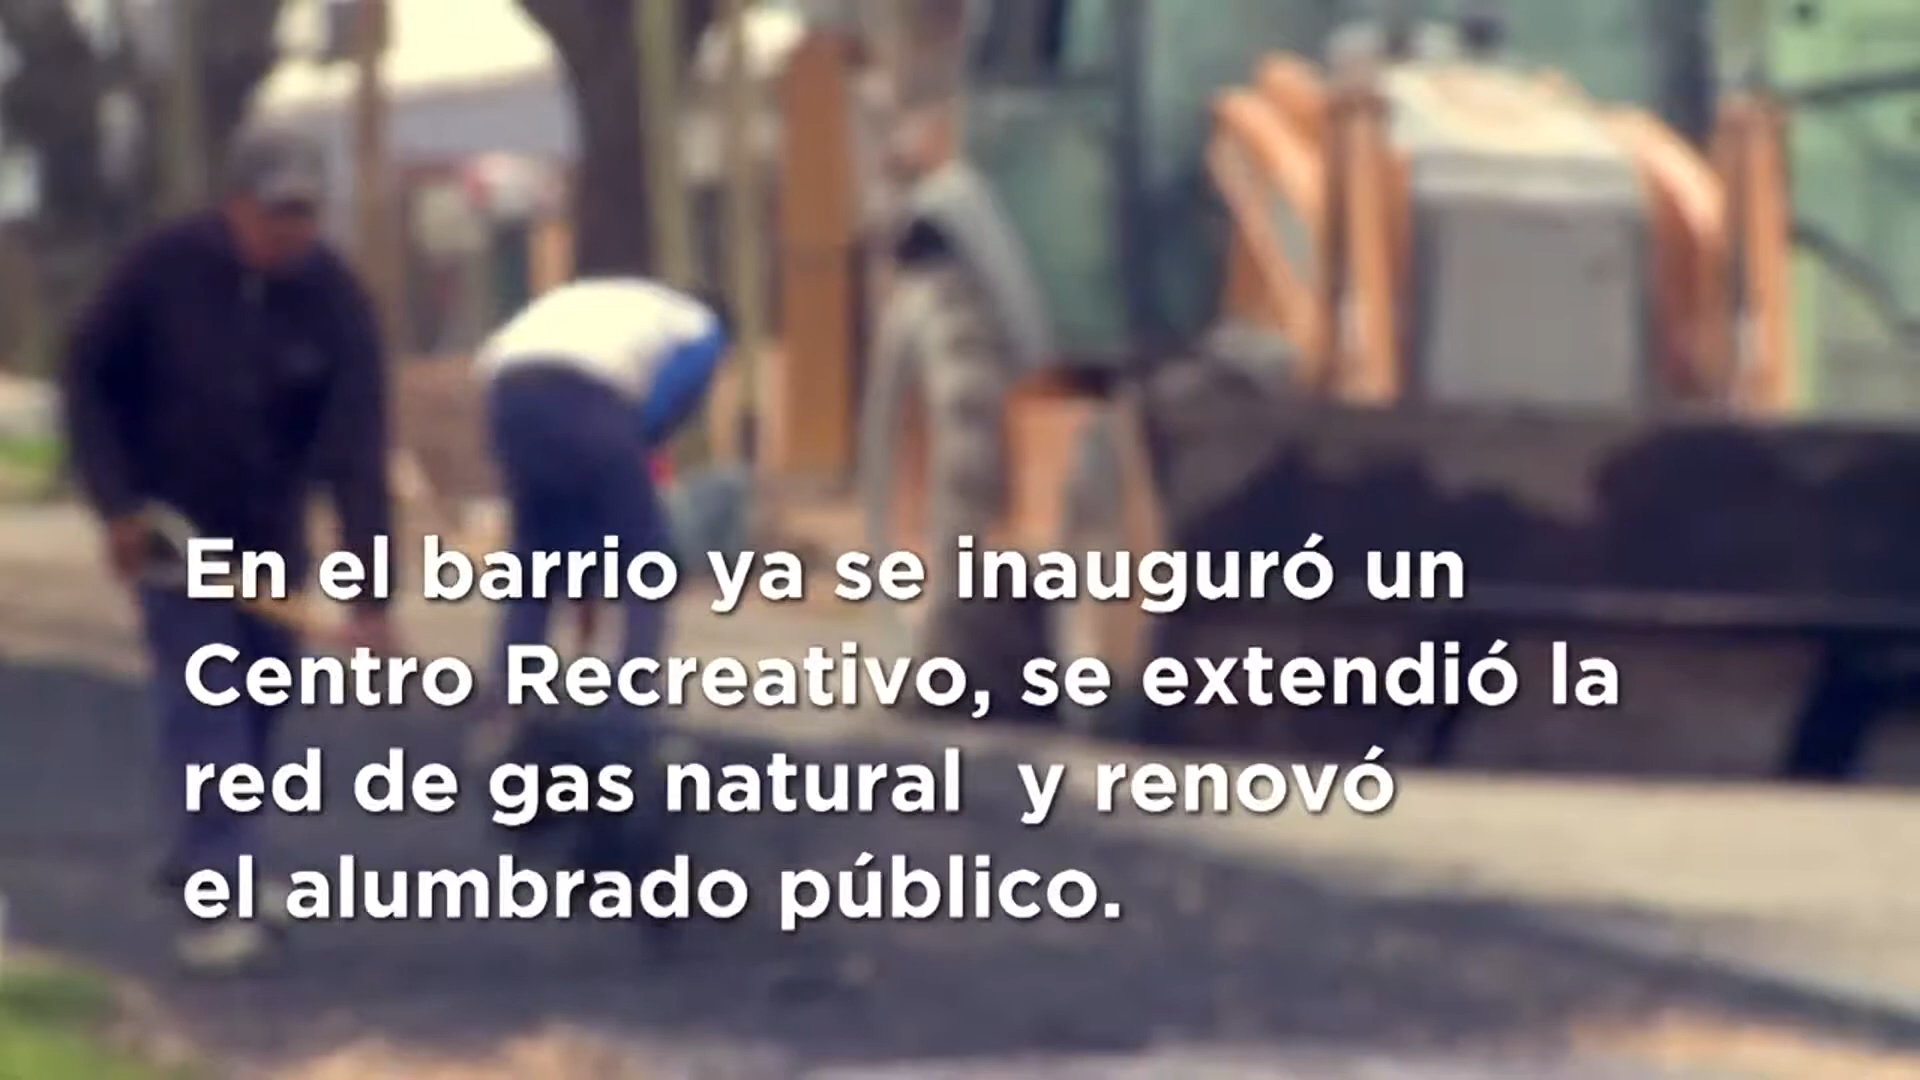 En el barrio ya se inauguró un
Centro Recreativo, se extendió la
red de gas natural  y renovó
el alumbrado público.